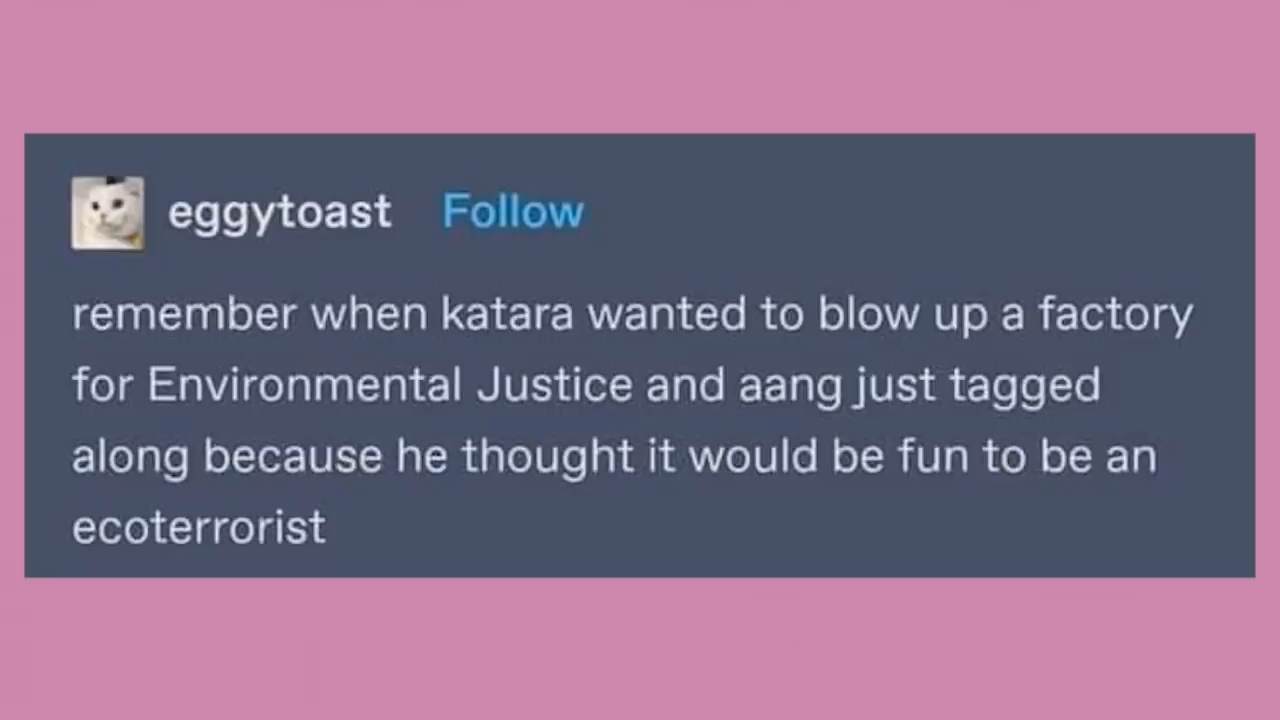 eggytoast Follow
remember when katara wanted to blow up a factory
for Environmental Justice and aang just tagged
along because he thought it would be fun to be an
ecoterrorist